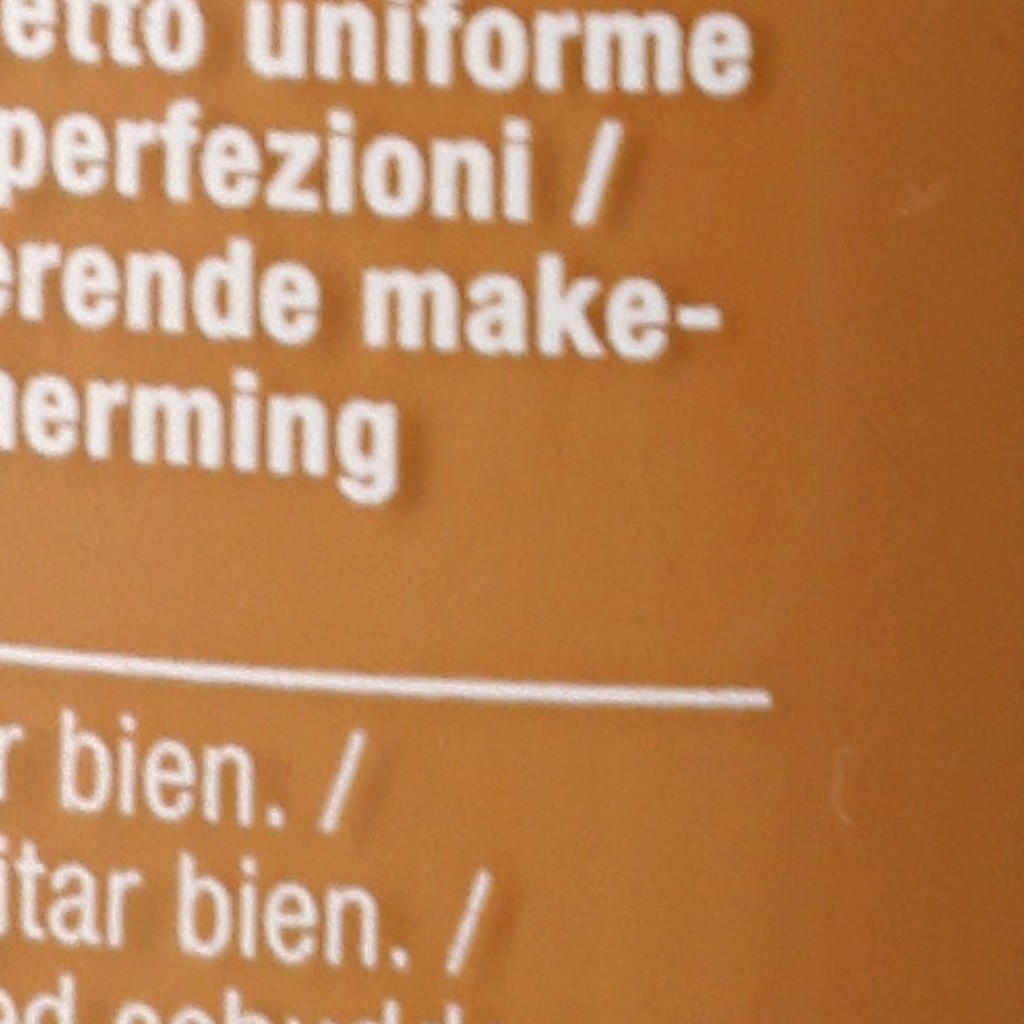 etto uniforme
perfezioni /
erende make-
herming
r bien. /
itar bien. /